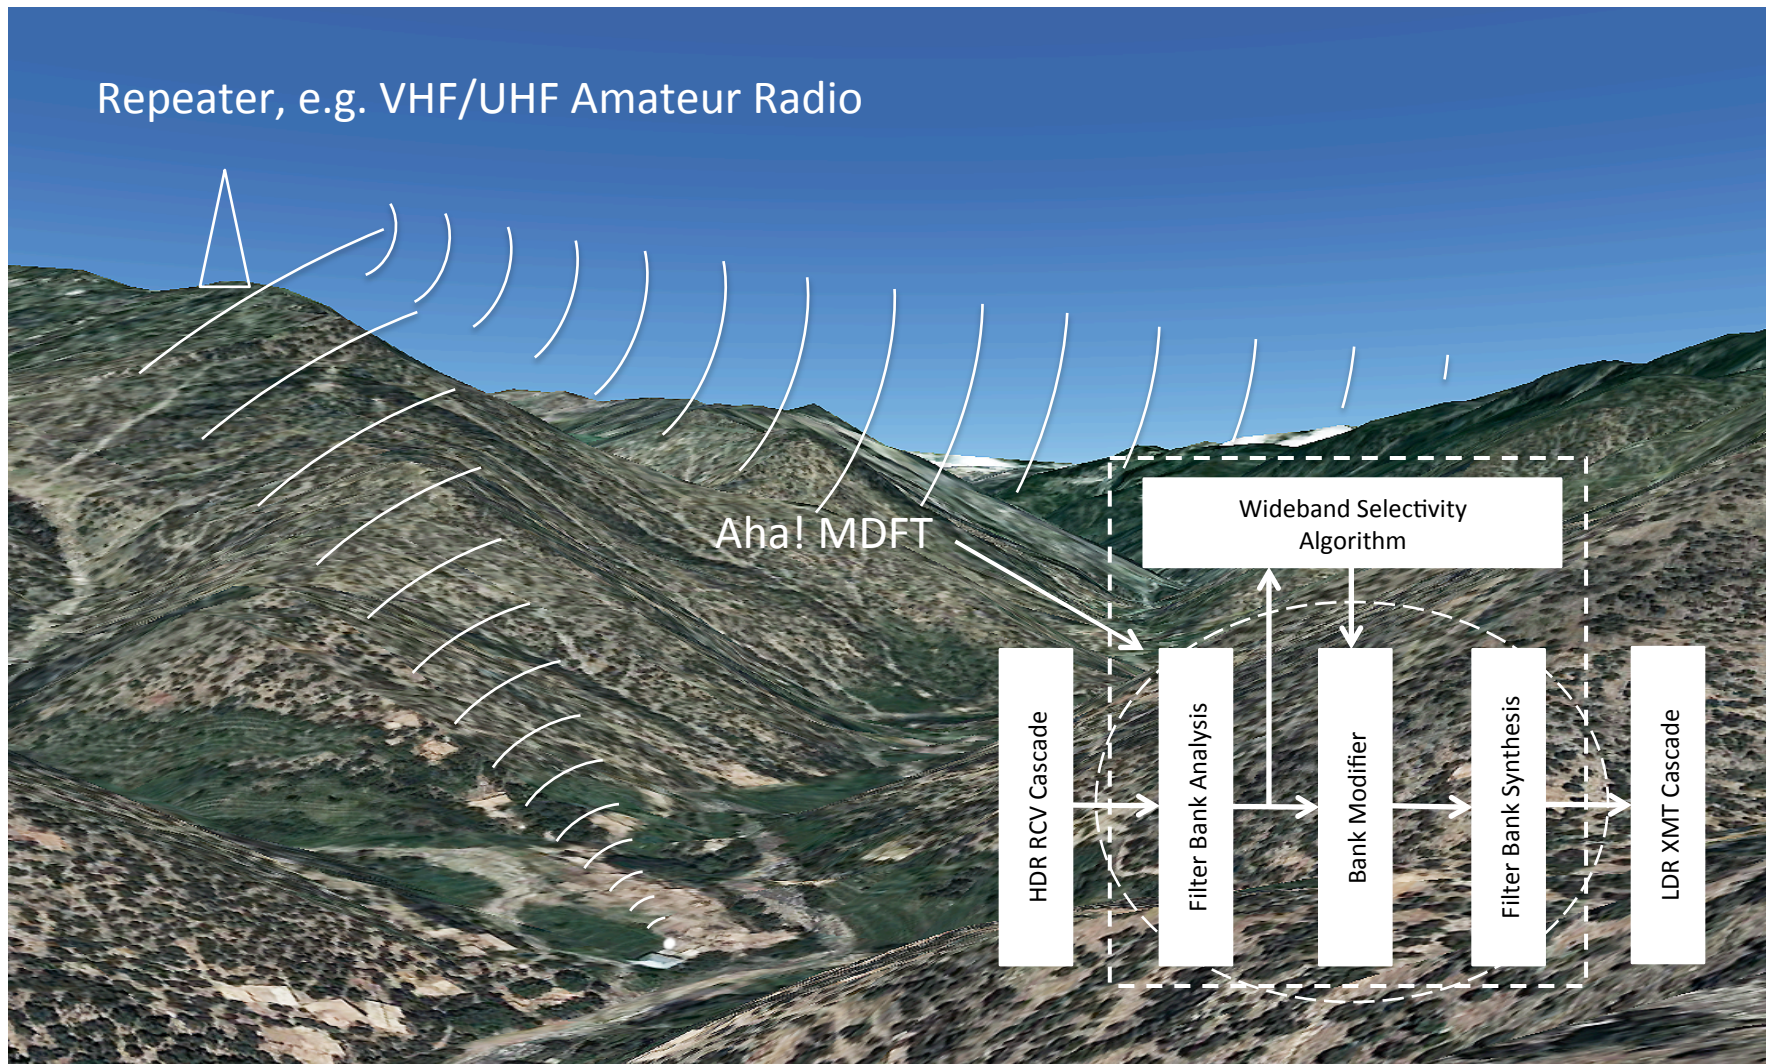 Repeater, e.g. VHF/UHF Amateur Radio
Aha! MDFT
Wideband Selectivity
Algorithm
HDR RCV Cascade
Filter Bank Analysis
Bank Modifier
Filter Bank Synthesis
LDR XMT Cascade